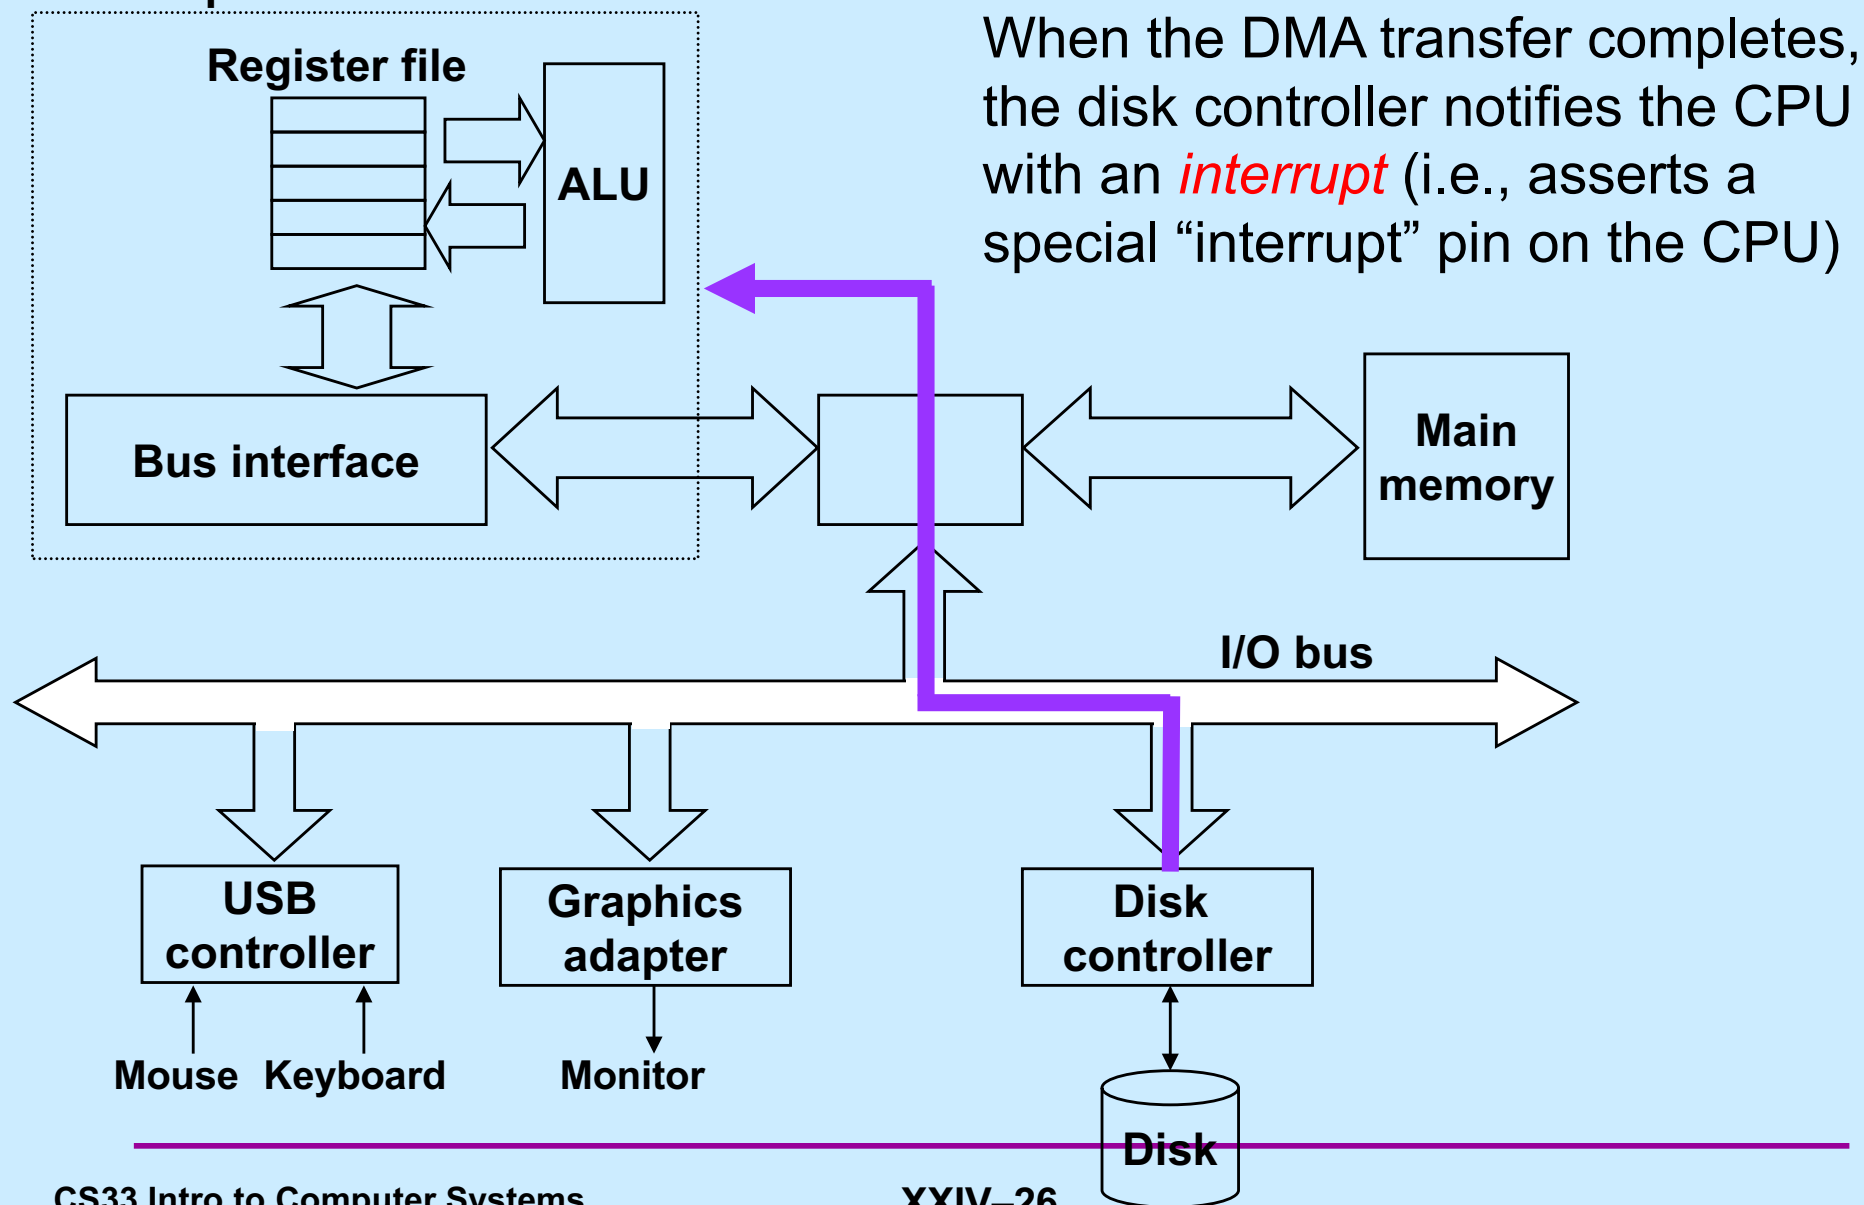 When the DMA transfer completes,
the disk controller notifies the CPU
with an interrupt (i.e., asserts a
special “interrupt” pin on the CPU)
Register file
ALU
Bus interface
Main
memory
I/O bus
USB
controller
Graphics
adapter
Disk
controller
Mouse
Keyboard
Monitor
Disk
CS33 Intro to Computer Systems
XXIV–26